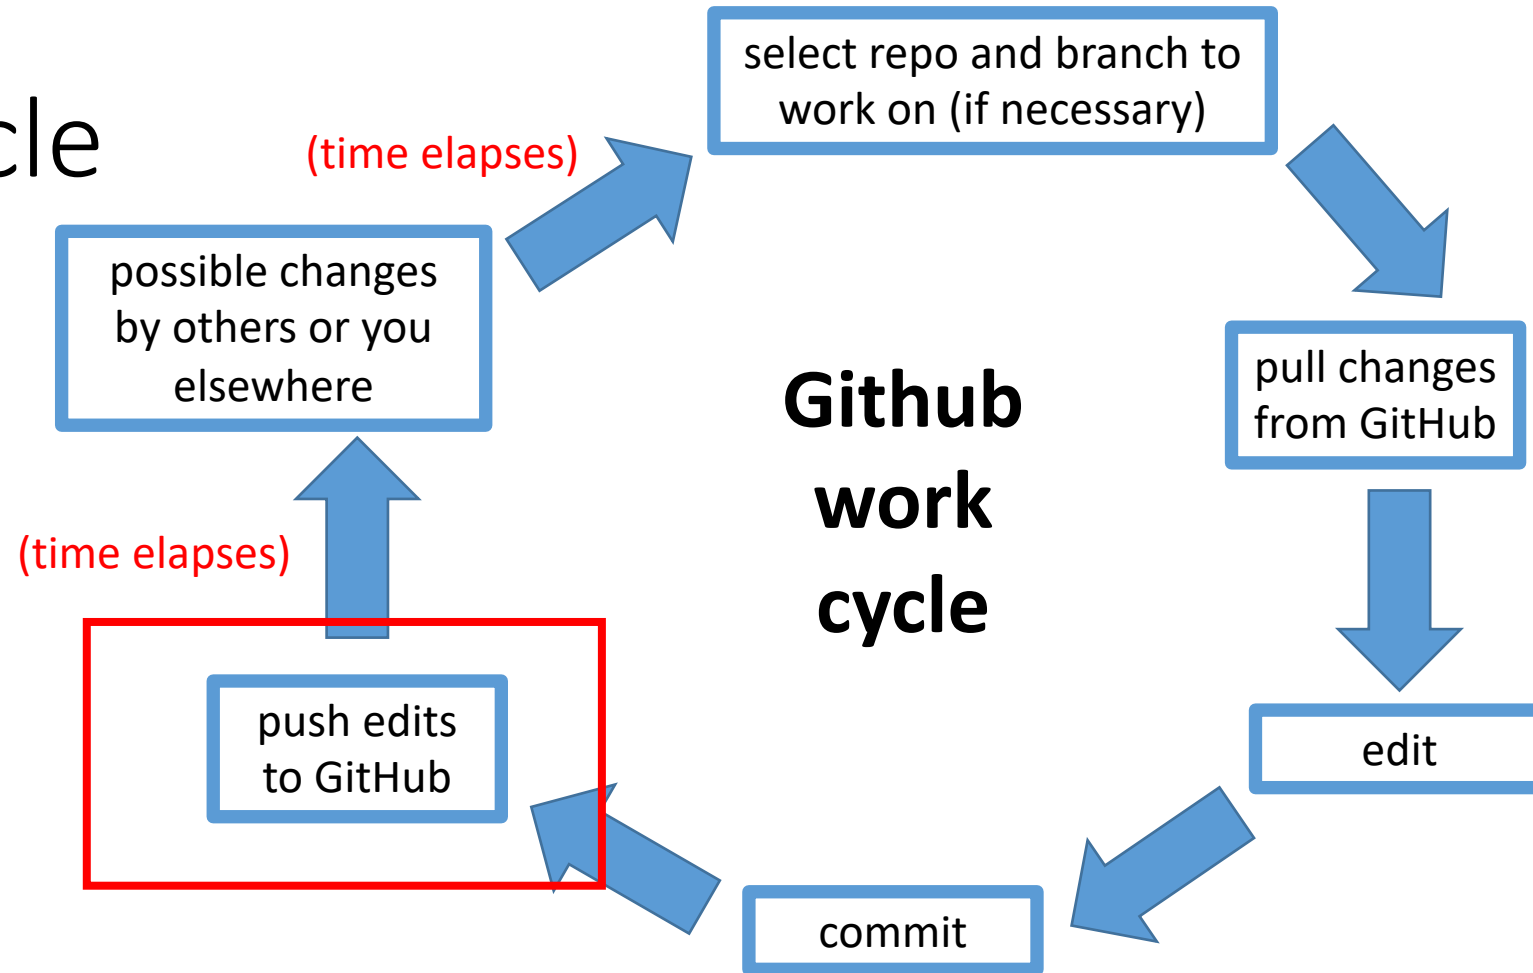 cle
select repo and branch to
work on (if necessary)
(time elapses)
possible changes
by others or you
elsewhere
pull changes
from GitHub
Github
work
cycle
(time elapses)
push edits
to GitHub
edit
commit